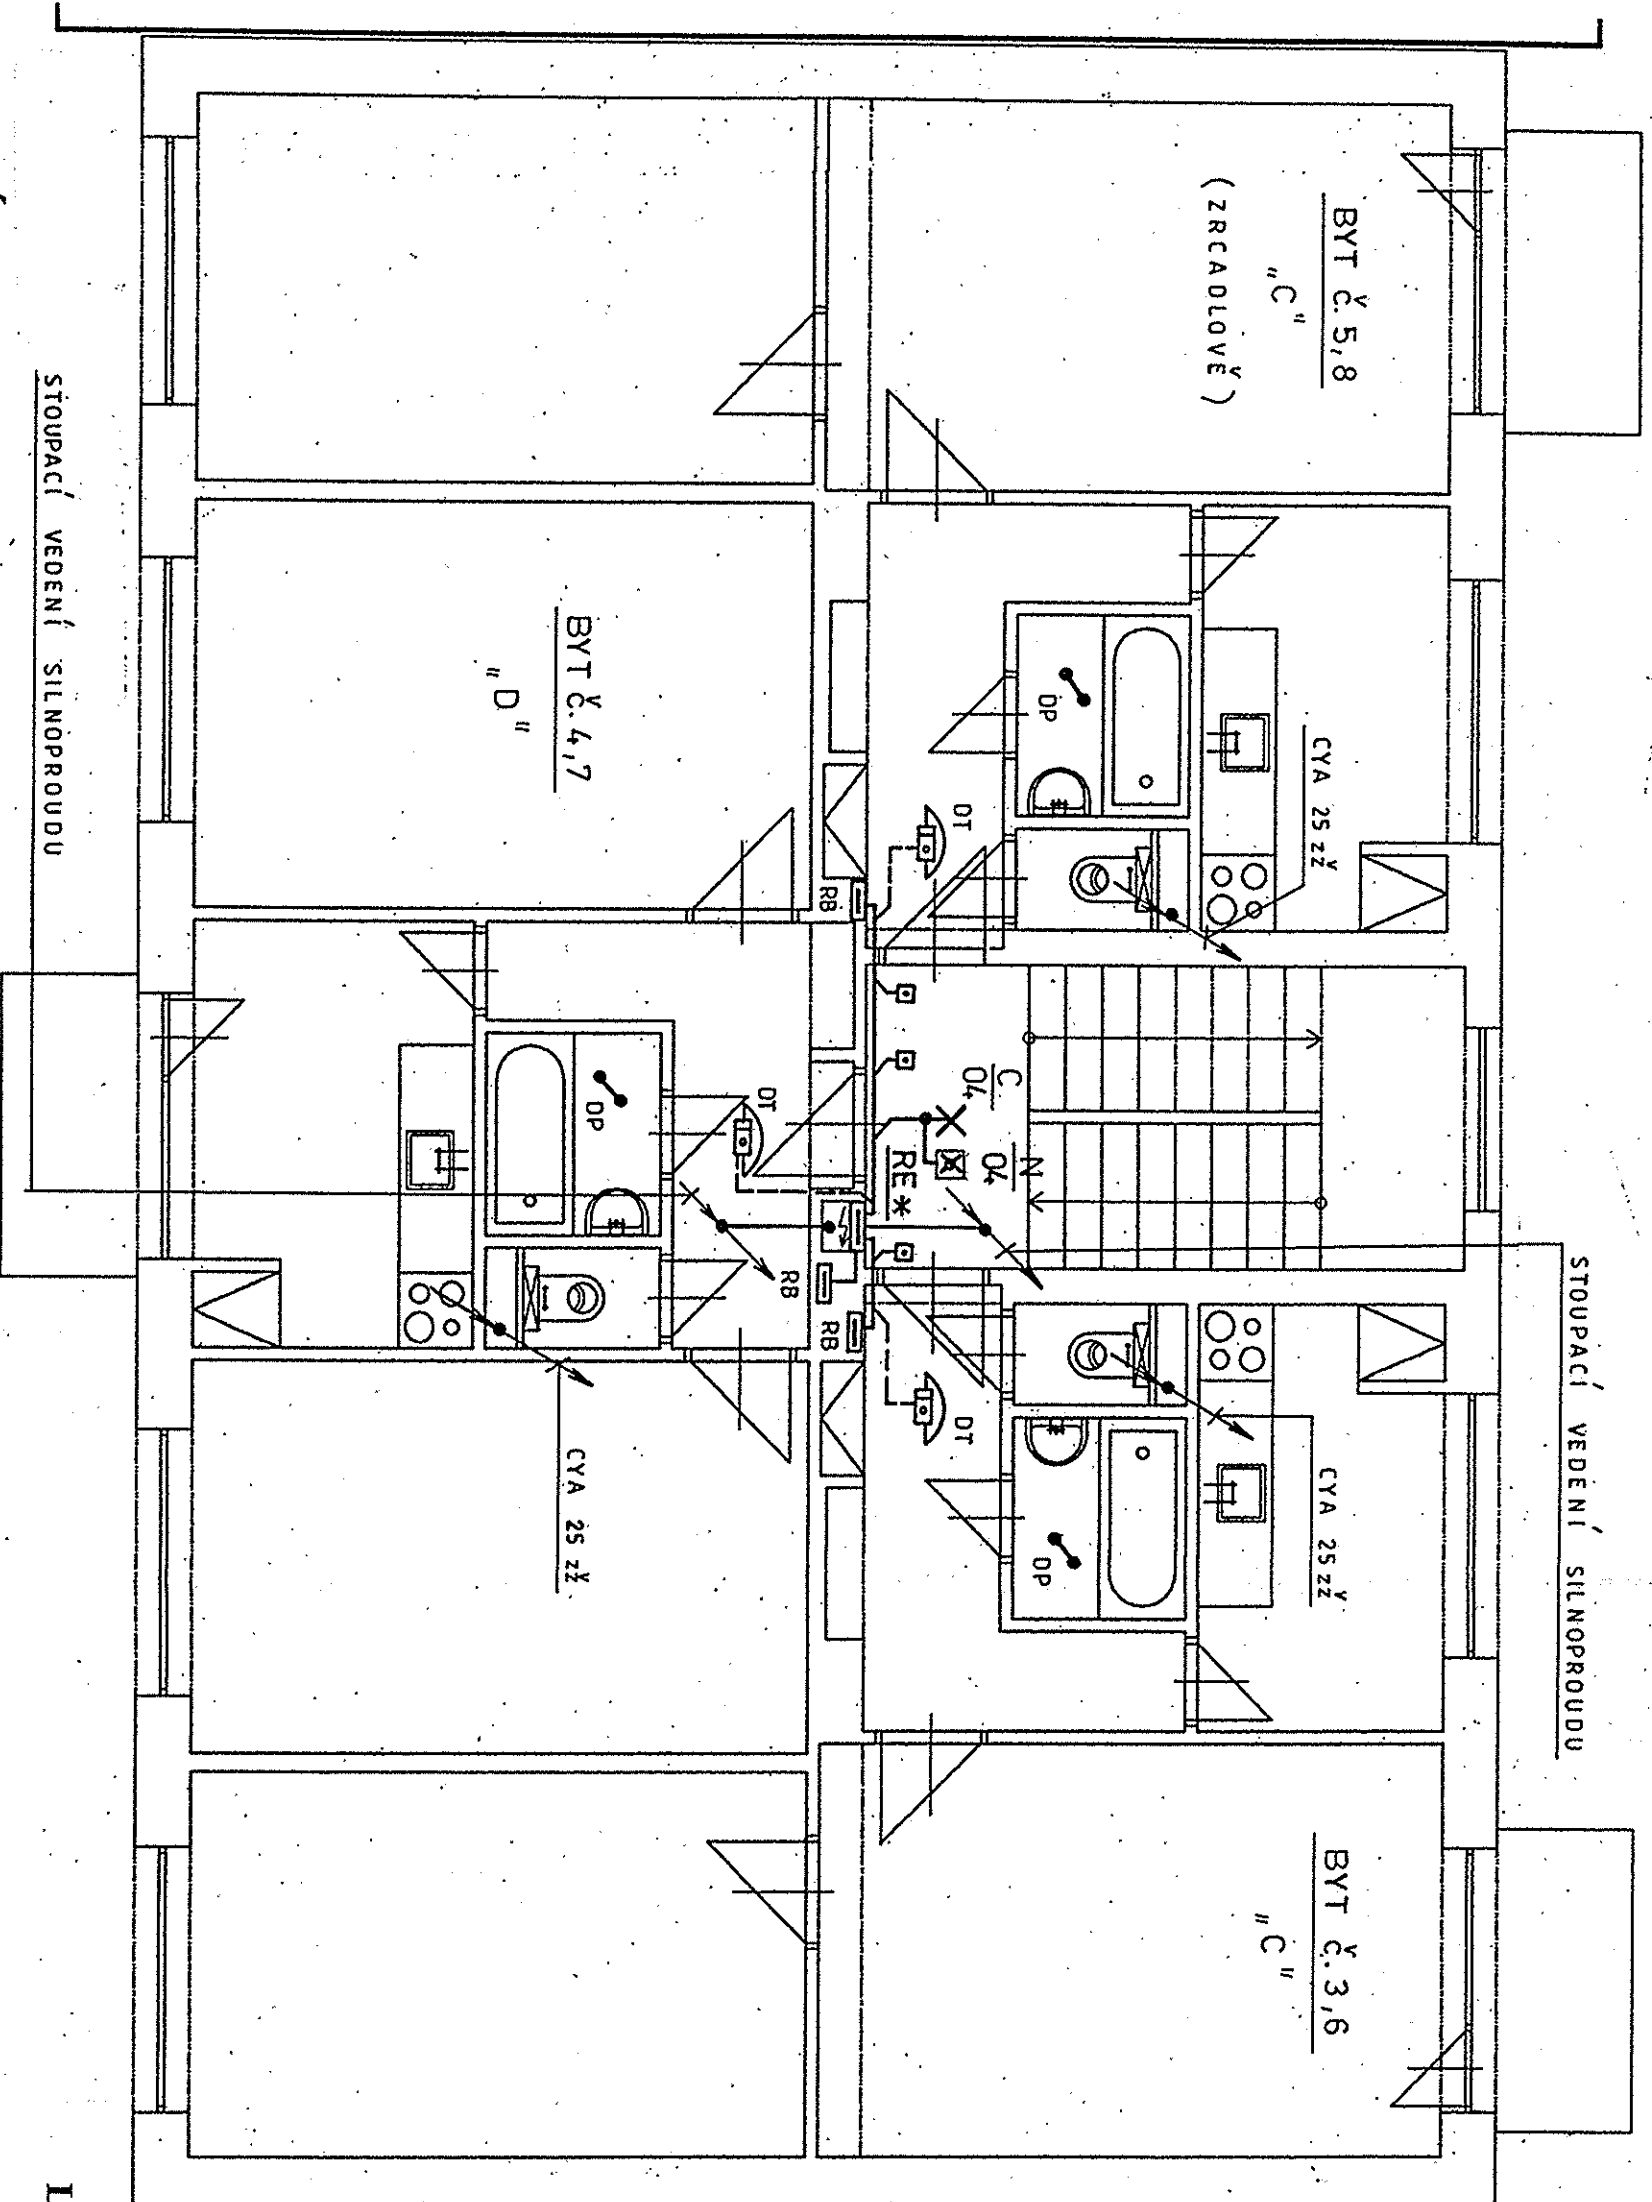 STOUPACÍ VEDENÍ SILNOPROUDU
BYT č. 3,6
„C"
CYA 25 zž
DP
DT
STOUPACÍ VEDENÍ SILNOPROUDU
BYT č. 5,8
„C"
(ZRCADLOVĚ)
CYA 25 zž
DP
DT
RB
C
04
N
04
RE*
RB
RB
DT
DP
BYT č. 4,7
„D"
CYA 25 zž